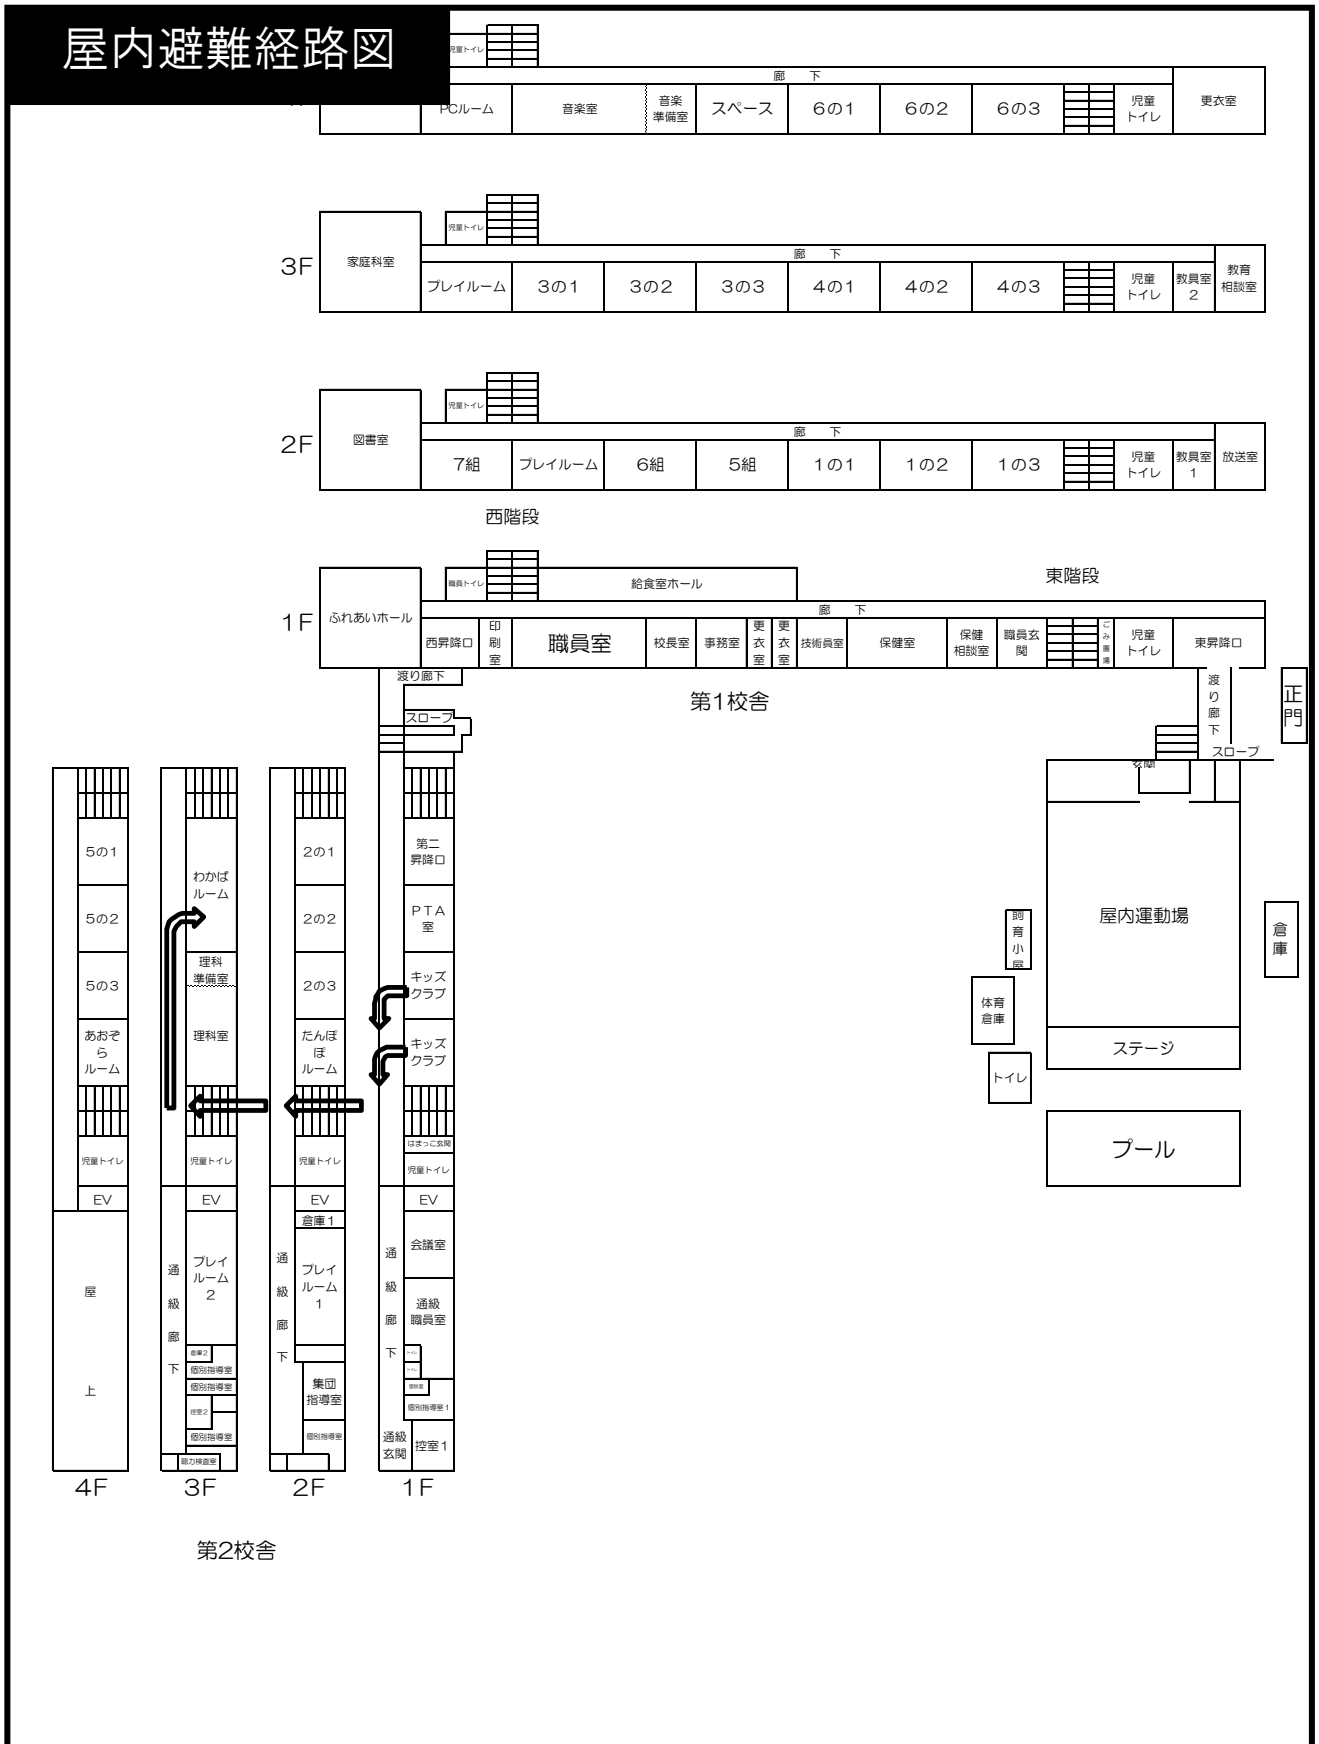 屋内避難経路図
児童トイレ
廊 下
PCルーム
音楽室
音楽
準備室
スペース
6の1
6の2
6の3
児童
トイレ
更衣室
3F
家庭科室
児童トイレ
廊 下
プレイルーム
3の1
3の2
3の3
4の1
4の2
4の3
児童
トイレ
教具室
2
教育
相談室
2F
図書室
児童トイレ
廊 下
7組
プレイルーム
6組
5組
1の1
1の2
1の3
児童
トイレ
教具室
1
放送室
西階段
東階段
1F
ふれあいホール
職員トイレ
給食室ホール
廊 下
西昇降口
印刷室
職員室
校長室
事務室
更衣室
更衣室
技術員室
保健室
保健
相談室
職員玄
関
ごみ置場
児童
トイレ
東昇降口
渡り廊下
スロープ
第1校舎
渡り廊下
正門
スロープ
玄関
屋内運動場
ステージ
飼育小屋
体育
倉庫
トイレ
倉庫
プール
5の1
5の2
5の3
あおぞ
ら
ルーム
児童トイレ
EV
屋上
4F
わかば
ルーム
理科
準備室
理科室
児童トイレ
EV
通級廊下
プレイ
ルーム
2
倉庫2
個別指導室
個別指導室
控室2
個別指導室
聴力検査室
3F
2の1
2の2
2の3
たんぽ
ぽ
ルーム
児童トイレ
EV
倉庫1
通級廊下
プレイ
ルーム
1
集団
指導室
個別指導室
2F
第二
昇降口
PTA
室
キッズ
クラブ
キッズ
クラブ
はまっこ玄関
児童トイレ
EV
会議室
通級廊下
通級
職員室
トイレ
トイレ
個別指導室1
通級
玄関
控室1
1F
第2校舎